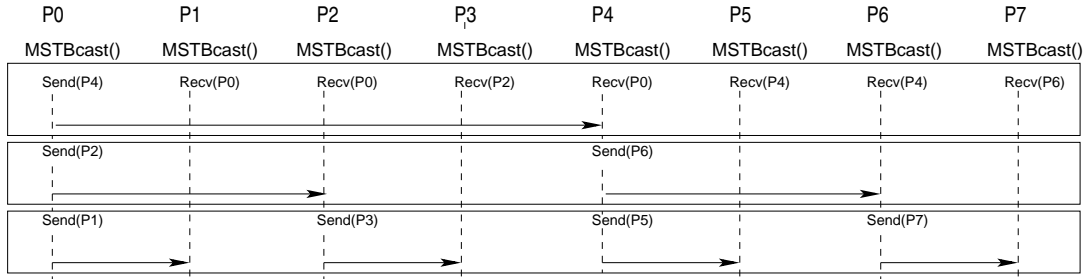 P0 P1 P2 P3 P4 P5 P6 P7
MSTBcast() MSTBcast() MSTBcast() MSTBcast() MSTBcast() MSTBcast() MSTBcast() MSTBcast()
Send(P4) Recv(P0) Recv(P0) Recv(P2) Recv(P0) Recv(P4) Recv(P4) Recv(P6)
Send(P2) Send(P6)
Send(P1) Send(P3) Send(P5) Send(P7)